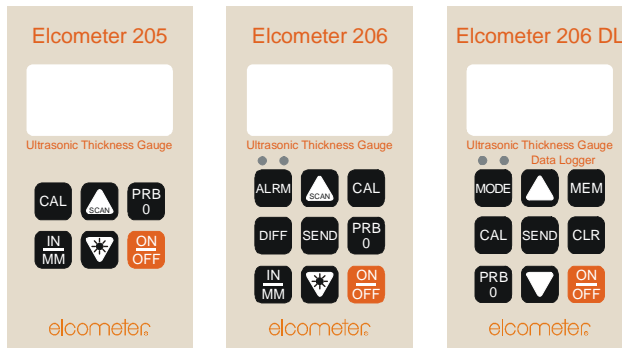 Elcometer 205
Ultrasonic Thickness Gauge
CAL
SCAN
PRB
0
IN
MM
ON
OFF
elcometer
Elcometer 206
Ultrasonic Thickness Gauge
ALRM
SCAN
CAL
DIFF
SEND
PRB
0
IN
MM
ON
OFF
elcometer
Elcometer 206 DL
Ultrasonic Thickness Gauge
Data Logger
MODE
MEM
CAL
SEND
CLR
PRB
0
ON
OFF
elcometer